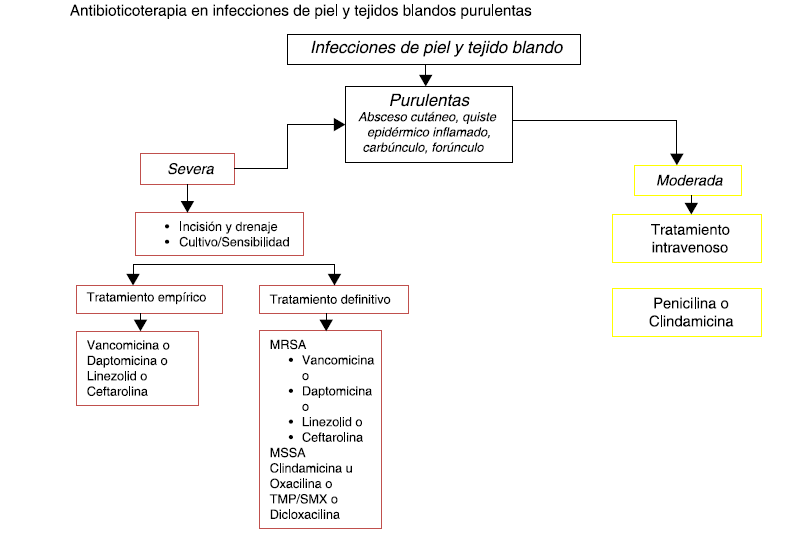 Antibioticoterapia en infecciones de piel y tejidos blandos purulentas
Infecciones de piel y tejido blando
Purulentas
Absceso cutáneo, quiste
epidérmico inflamado,
carbúnculo, forúnculo
Severa
• Incisión y drenaje
• Cultivo/Sensibilidad
Tratamiento empírico
Vancomicina o
Daptomicina o
Linezolid o
Ceftarolina
Tratamiento definitivo
MRSA
• Vancomicina
o
• Daptomicina
o
• Linezolid o
• Ceftarolina
MSSA
Clindamicina u
Oxacilina o
TMP/SMX o
Dicloxacilina
Moderada
Tratamiento
intravenoso
Penicilina o
Clindamicina